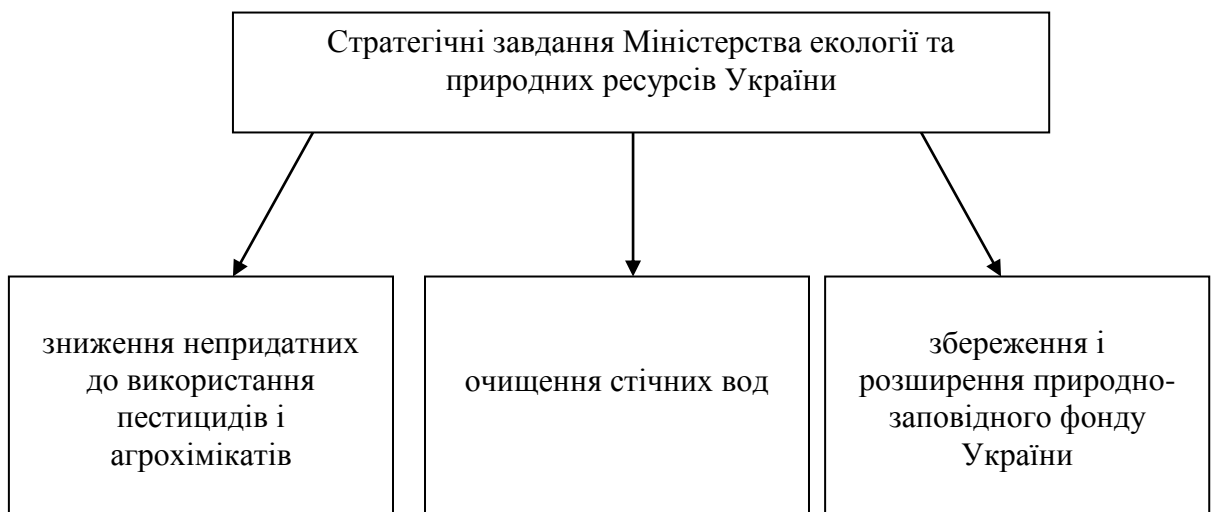 Стратегічні завдання Міністерства екології та
природних ресурсів України
зниження непридатних
до використання
пестицидів і
агрохімікатів
очищення стічних вод
збереження і
розширення природно-
заповідного фонду
України